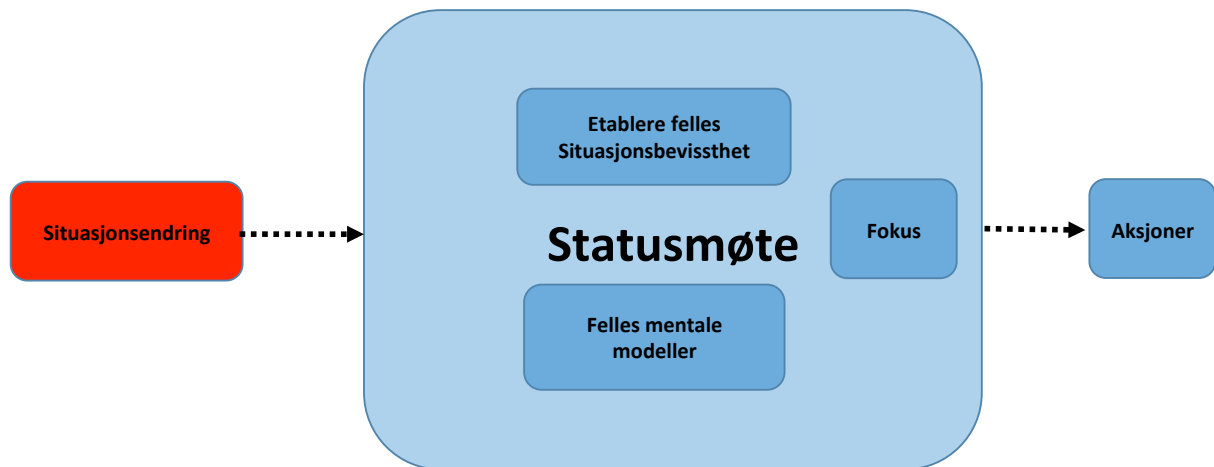 Etablere felles
Situasjonsbevissthet
Situasjonsendring
Statusmøte
Fokus
Aksjoner
Felles mentale
modeller